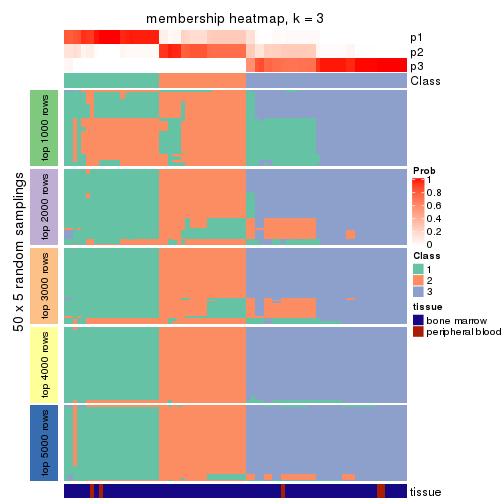 membership heatmap, k = 3
p1
p2
p3
Class
50 x 5 random samplings
top 1000 rows
top 2000 rows
top 3000 rows
top 4000 rows
top 5000 rows
Prob
1
0.8
0.6
0.4
0.2
0
Class
1
2
3
tissue
bone marrow
peripheral blood
tissue